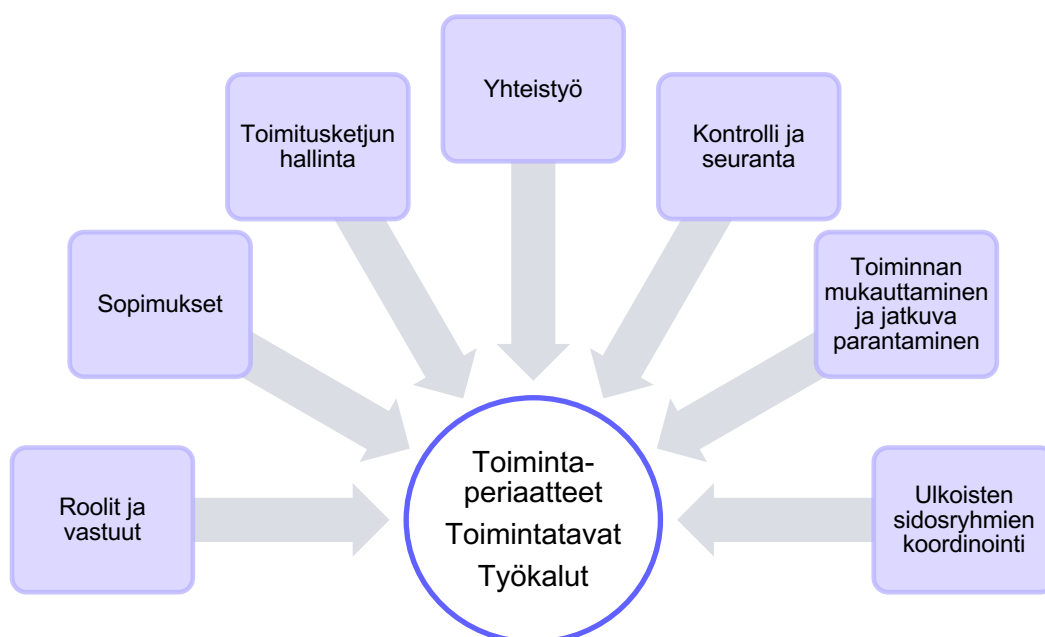 Yhteistyö
Toimitusketjun
hallinta
Kontrolli ja
seuranta
Sopimukset
Toiminnan
mukauttaminen
ja jatkuva
parantaminen
Roolit ja
vastuut
Toiminta-
periaatteet
Toimintatavat
Työkalut
Ulkoisten
sidosryhmien
koordinointi